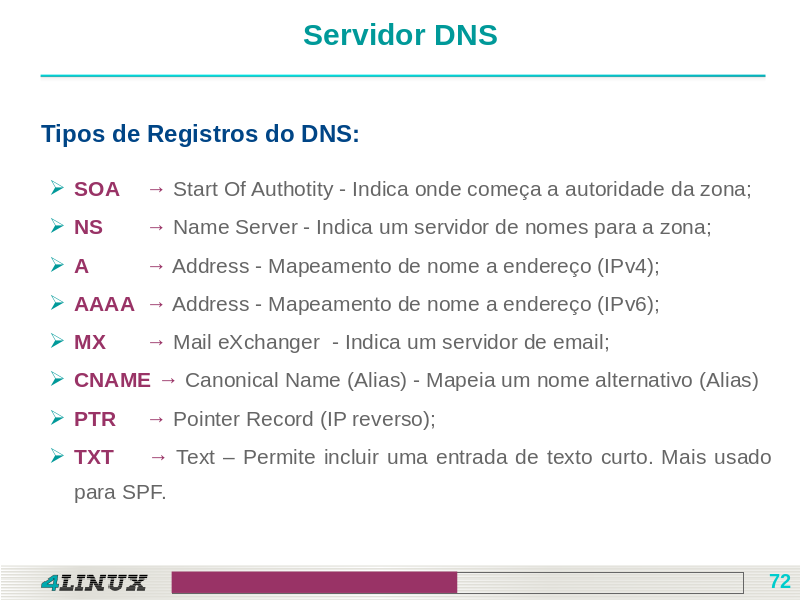 Servidor DNS
Tipos de Registros do DNS:
➢ SOA → Start Of Authotity - Indica onde começa a autoridade da zona;
➢ NS → Name Server - Indica um servidor de nomes para a zona;
➢ A → Address - Mapeamento de nome a endereço (IPv4);
➢ AAAA → Address - Mapeamento de nome a endereço (IPv6);
➢ MX → Mail eXchanger - Indica um servidor de email;
➢ CNAME → Canonical Name (Alias) - Mapeia um nome alternativo (Alias)
➢ PTR → Pointer Record (IP reverso);
➢ TXT → Text – Permite incluir uma entrada de texto curto. Mais usado
para SPF.
4LINUX
72